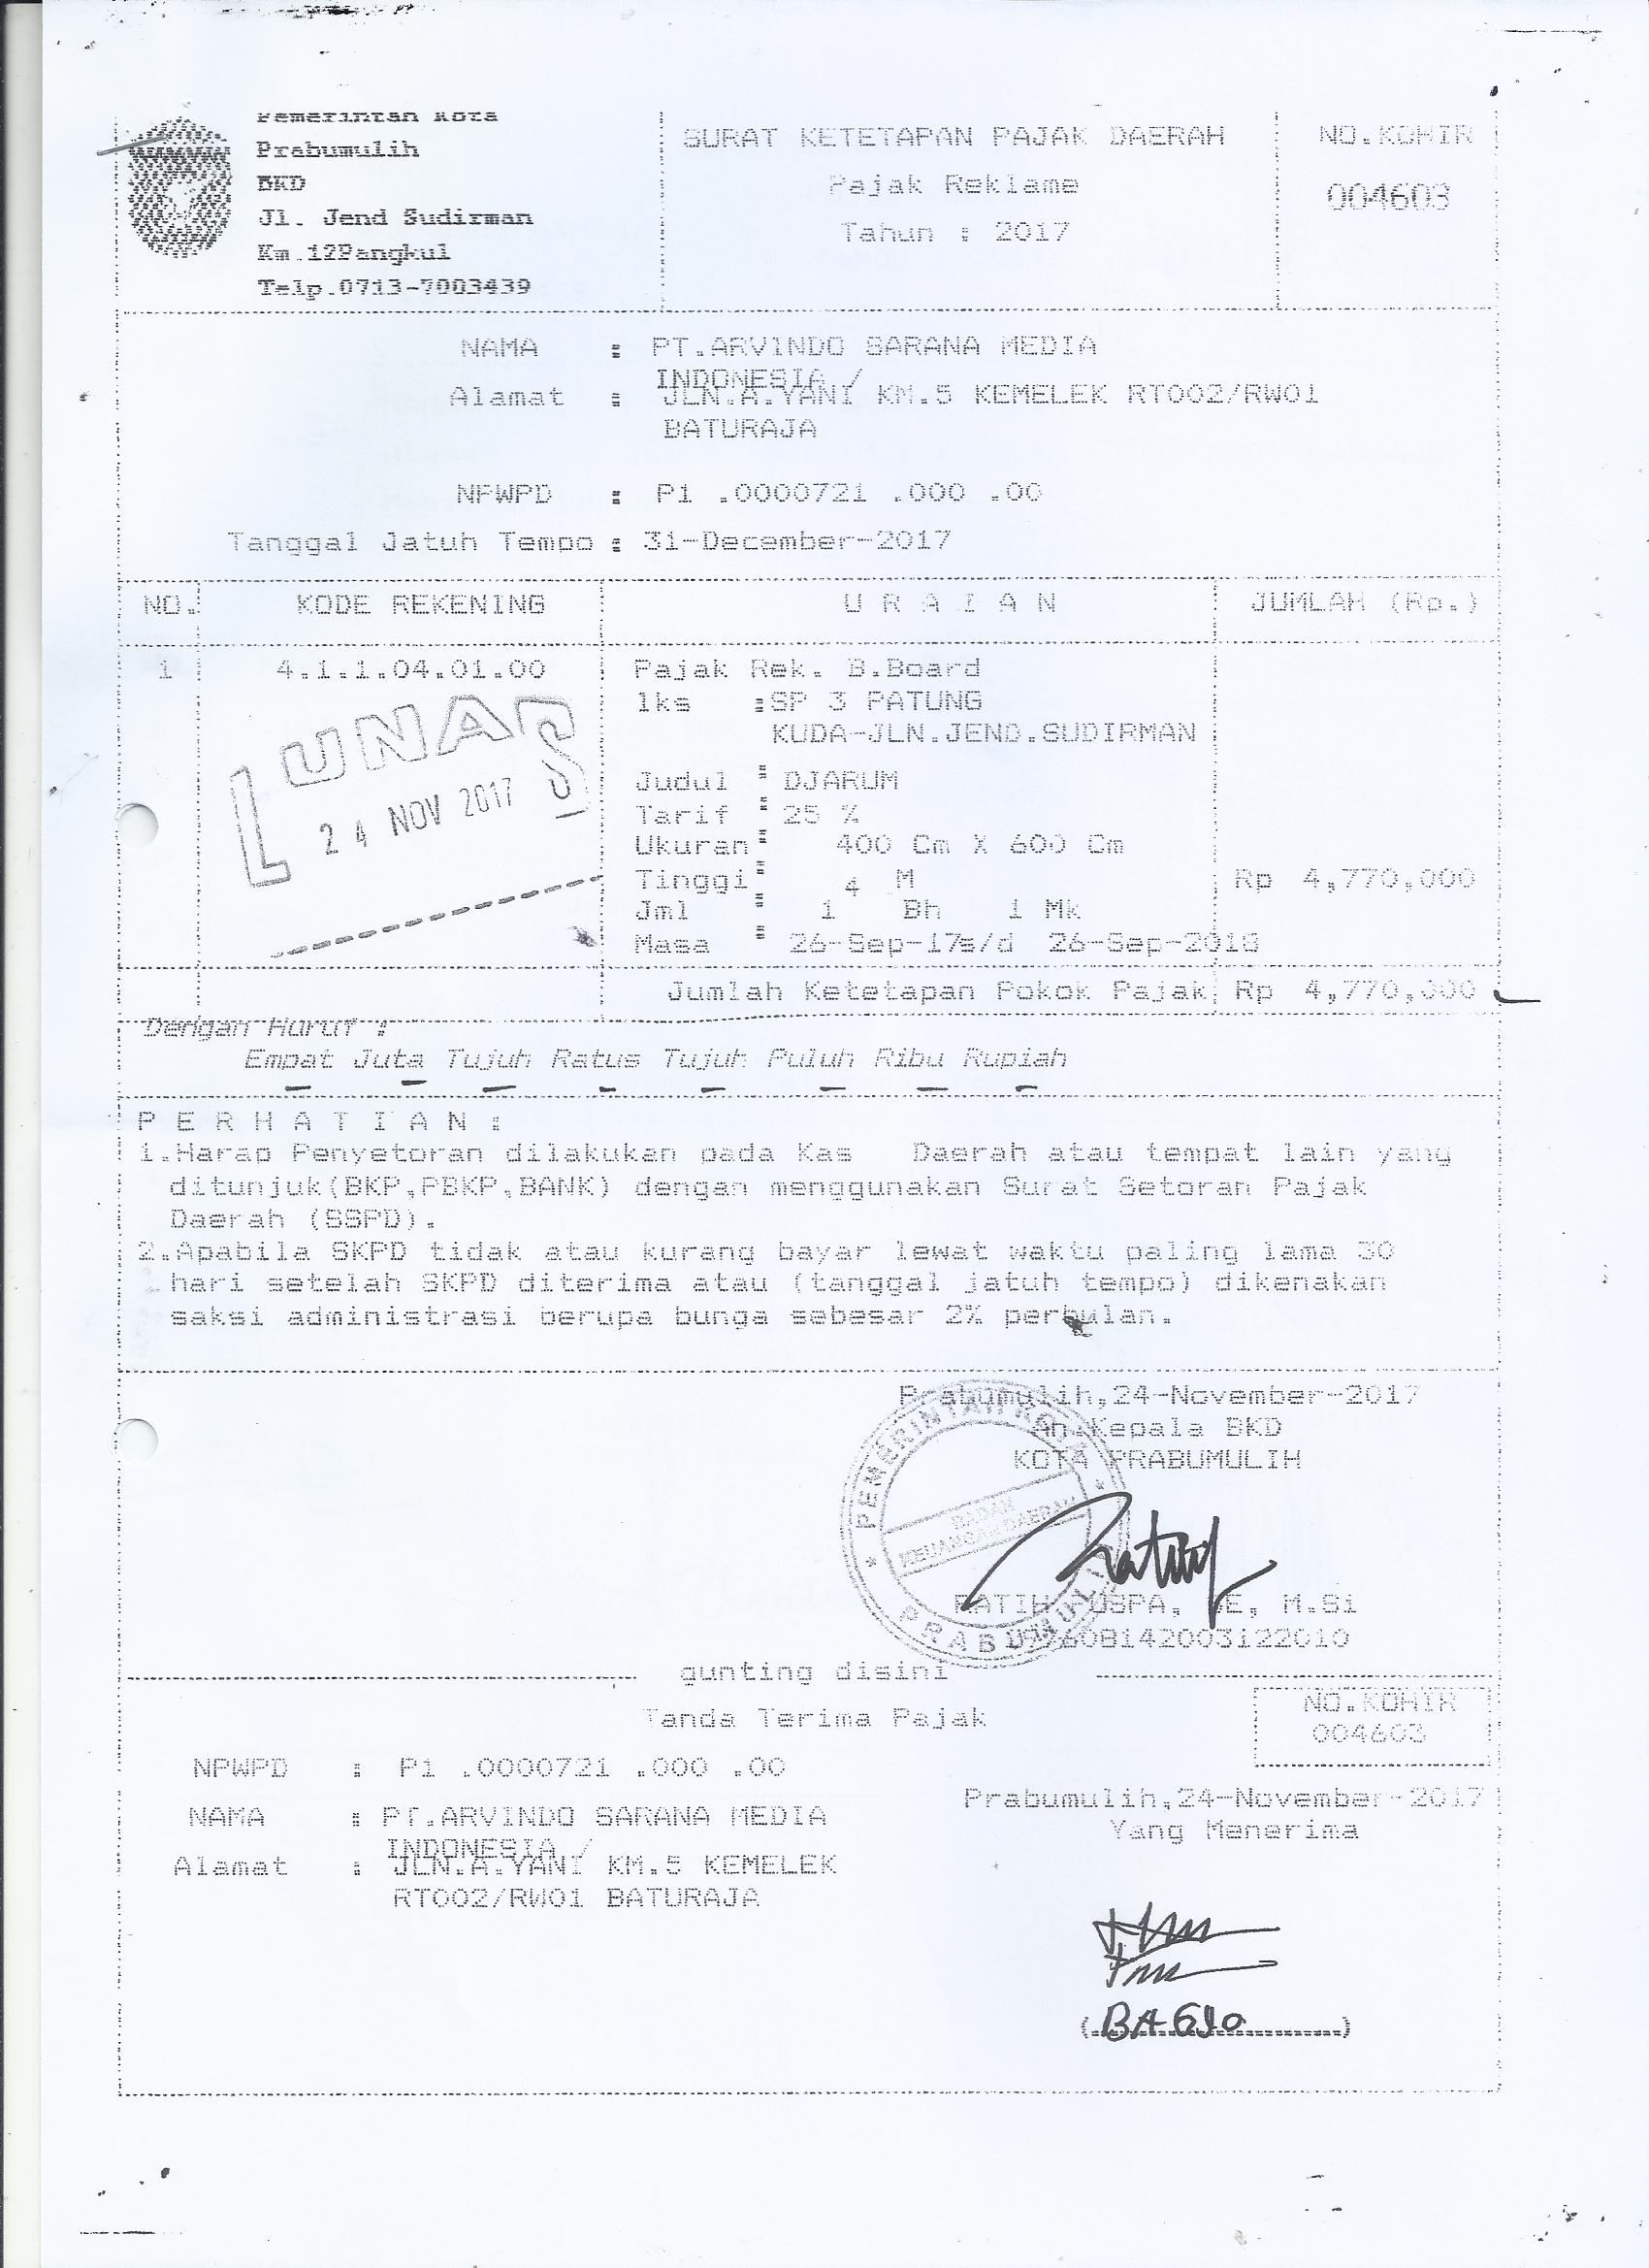 Pemerintah Kota
Prabumulih
BKD
Jl. Jend Sudirman
Km.12Pangkul
Telp.0713-7003439
SURAT KETETAPAN PAJAK DAERAH
Pajak Reklame
Tahun : 2017
NO.KOHIR
004603
NAMA : PT.ARVINDO SARANA MEDIA
INDONESIA /
Alamat : JLN.A.YANI KM.5 KEMELEK RT002/RW01
BATURAJA
NPWPD : P1 .0000721 .000 .00
Tanggal Jatuh Tempo : 31-December-2017
NO. KODE REKENING U R A I A N JUMLAH (Rp.)
1 4.1.1.04.01.00 Pajak Rek. B.Board
lks :SP 3 PATUNG
KUDA-JLN.JEND.SUDIRMAN
LUNAS
24 NOV 2017
Judul : DJARUM
Tarif : 25 %
Ukuran : 400 Cm X 600 Cm
Tinggi : 4 M Rp 4,770,000
Jml : 1 Bh 1 Mk
Masa : 26-Sep-17s/d 26-Sep-2018
Jumlah Ketetapan Pokok Pajak Rp 4,770,000
Dengan Huruf :
Empat Juta Tujuh Ratus Tujuh Puluh Ribu Rupiah
P E R H A T I A N :
1.Harap Penyetoran dilakukan pada Kas Daerah atau tempat lain yang
ditunjuk(BKP,PBKP,BANK) dengan menggunakan Surat Setoran Pajak
Daerah (SSPD).
2.Apabila SKPD tidak atau kurang bayar lewat waktu paling lama 30
hari setelah SKPD diterima atau (tanggal jatuh tempo) dikenakan
saksi administrasi berupa bunga sebesar 2% perbulan.
Prabumulih,24-November-2017
An.Kepala BKD
KOTA PRABUMULIH
PEMERINTAH KOTA
BADAN
KEUANGAN DAERAH
PRABUMULIH
RATIH PUSPA, SE, M.Si
197608142003122010
gunting disini
Tanda Terima Pajak
NO.KOHIR
004603
NPWPD : P1 .0000721 .000 .00
NAMA : PT.ARVINDO SARANA MEDIA
INDONESIA /
Alamat : JLN.A.YANI KM.5 KEMELEK
RT002/RW01 BATURAJA
Prabumulih,24-November-2017
Yang Menerima
(BAGIO)